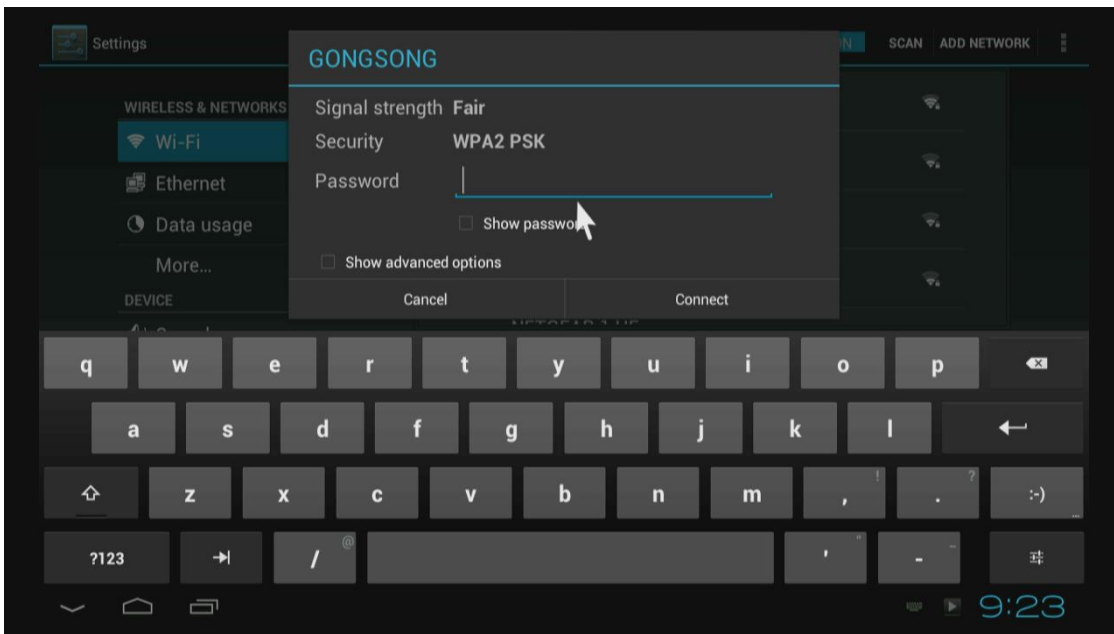 Settings
N SCAN ADD NETWORK
GONGSONG
WIRELESS & NETWORKS
Wi-Fi
Ethernet
Data usage
More...
DEVICE
Signal strength Fair
Security WPA2 PSK
Password
Show passwor
Show advanced options
Cancel Connect
q w e r t y u i o p
a s d f g h j k l
! ?
z x c v b n m , . :-)
...
@ " _
?123 / ' -
9:23